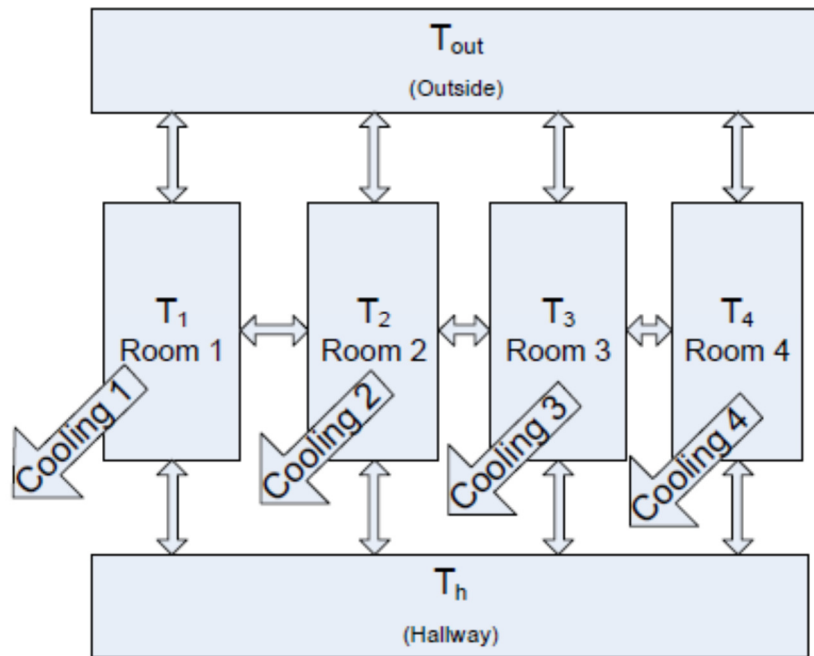 T_out
(Outside)
T_1
Room 1
T_2
Room 2
T_3
Room 3
T_4
Room 4
Cooling 1
Cooling 2
Cooling 3
Cooling 4
T_h
(Hallway)